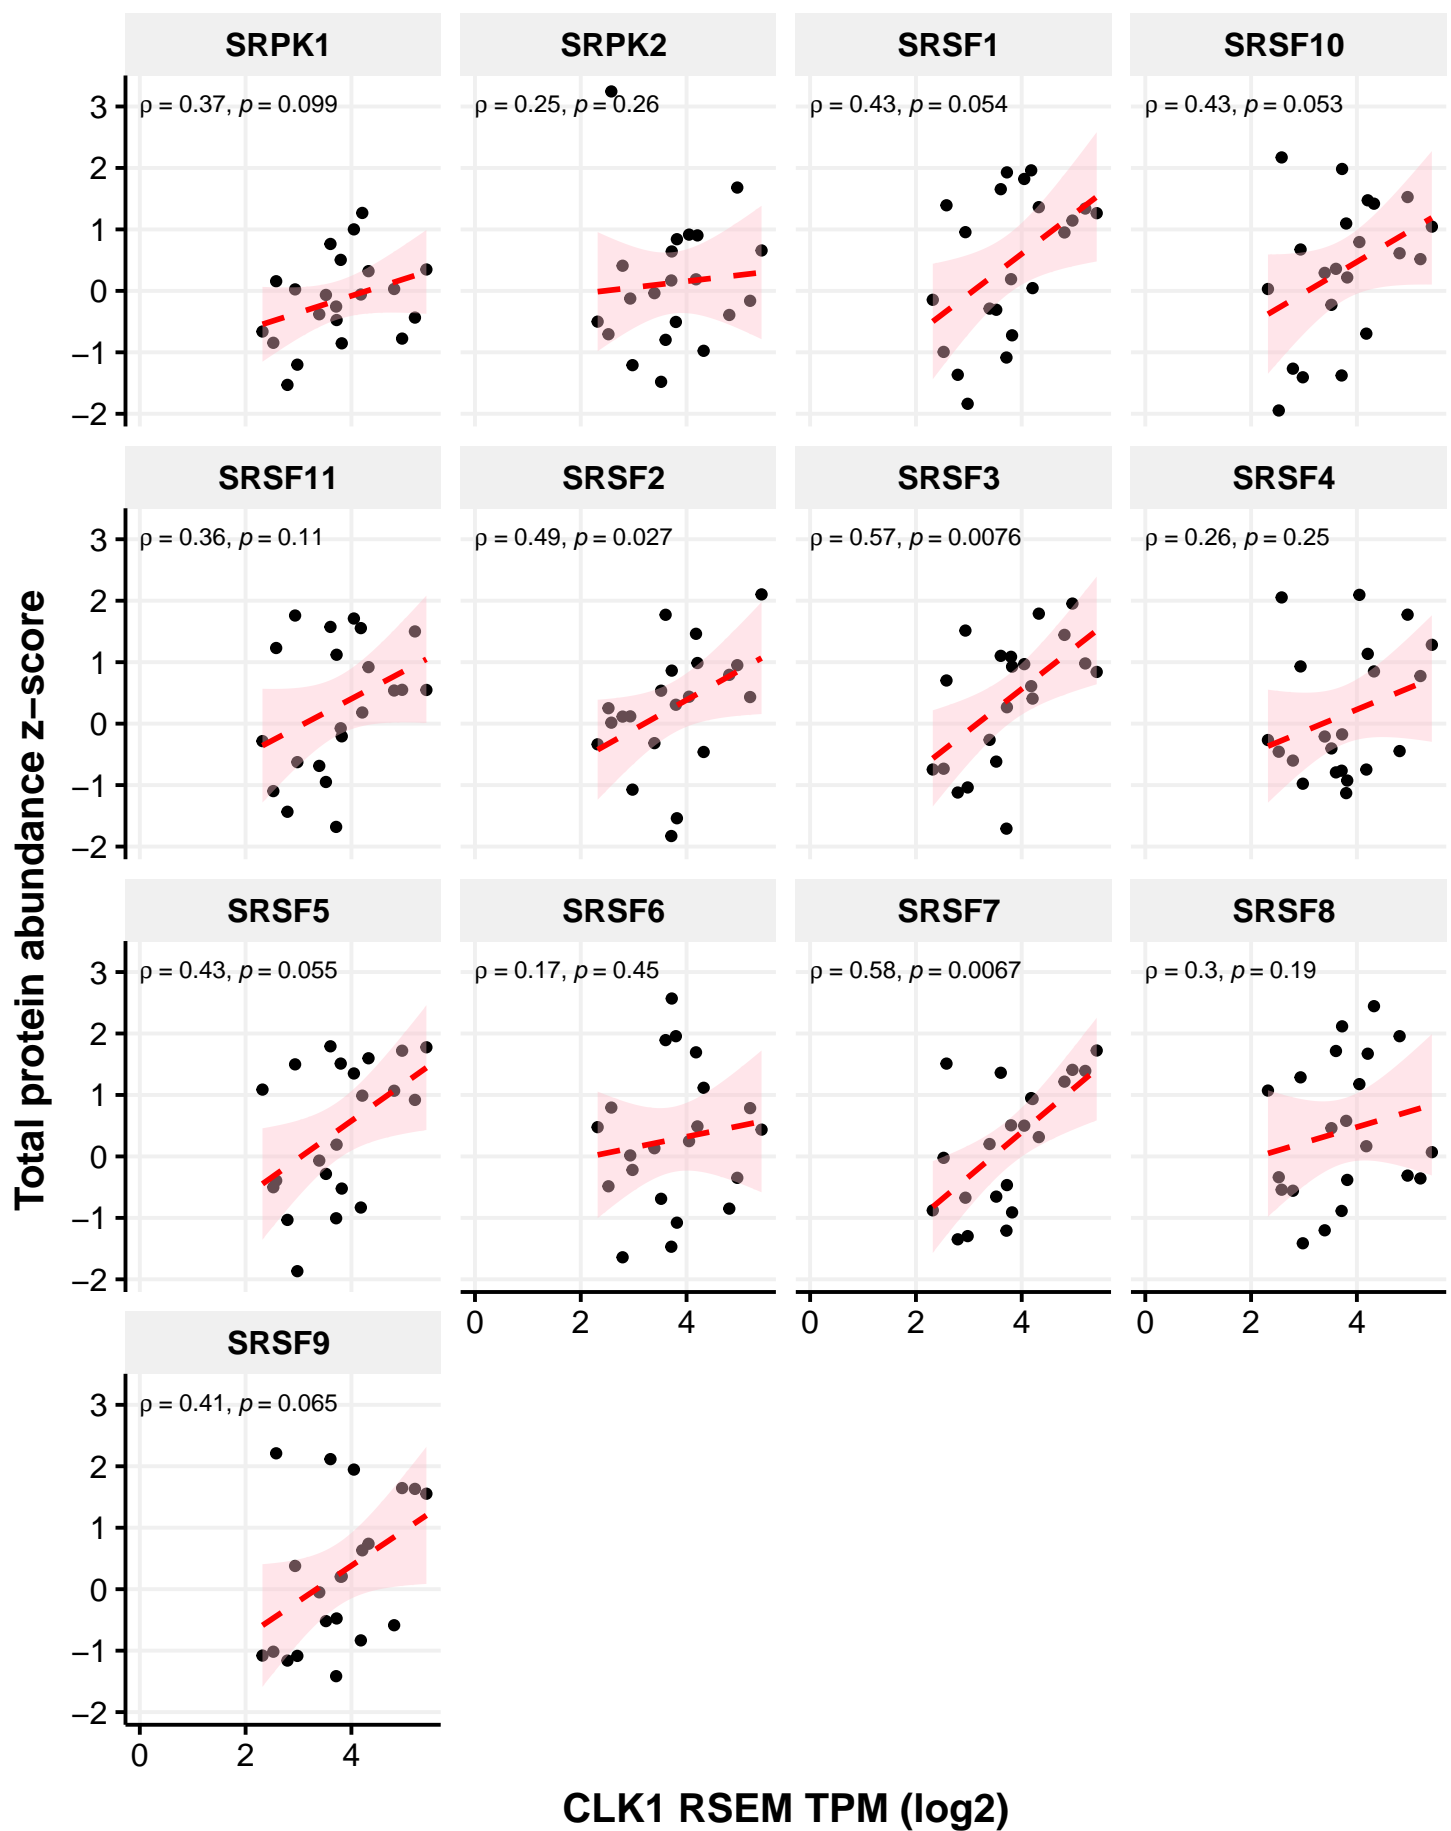 SRPK1 SRPK2 SRSF1 SRSF10
ρ = 0.37, p = 0.099 ρ = 0.25, p = 0.26 ρ = 0.43, p = 0.054 ρ = 0.43, p = 0.053
3
2
1
0
−1
−2
SRSF11 SRSF2 SRSF3 SRSF4
ρ = 0.36, p = 0.11 ρ = 0.49, p = 0.027 ρ = 0.57, p = 0.0076 ρ = 0.26, p = 0.25
3
2
1
0
−1
−2
Total protein abundance z−score
SRSF5 SRSF6 SRSF7 SRSF8
ρ = 0.43, p = 0.055 ρ = 0.17, p = 0.45 ρ = 0.58, p = 0.0067 ρ = 0.3, p = 0.19
3
2
1
0
−1
−2
0 2 4 0 2 4 0 2 4
SRSF9
ρ = 0.41, p = 0.065
3
2
1
0
−1
−2
0 2 4
CLK1 RSEM TPM (log2)